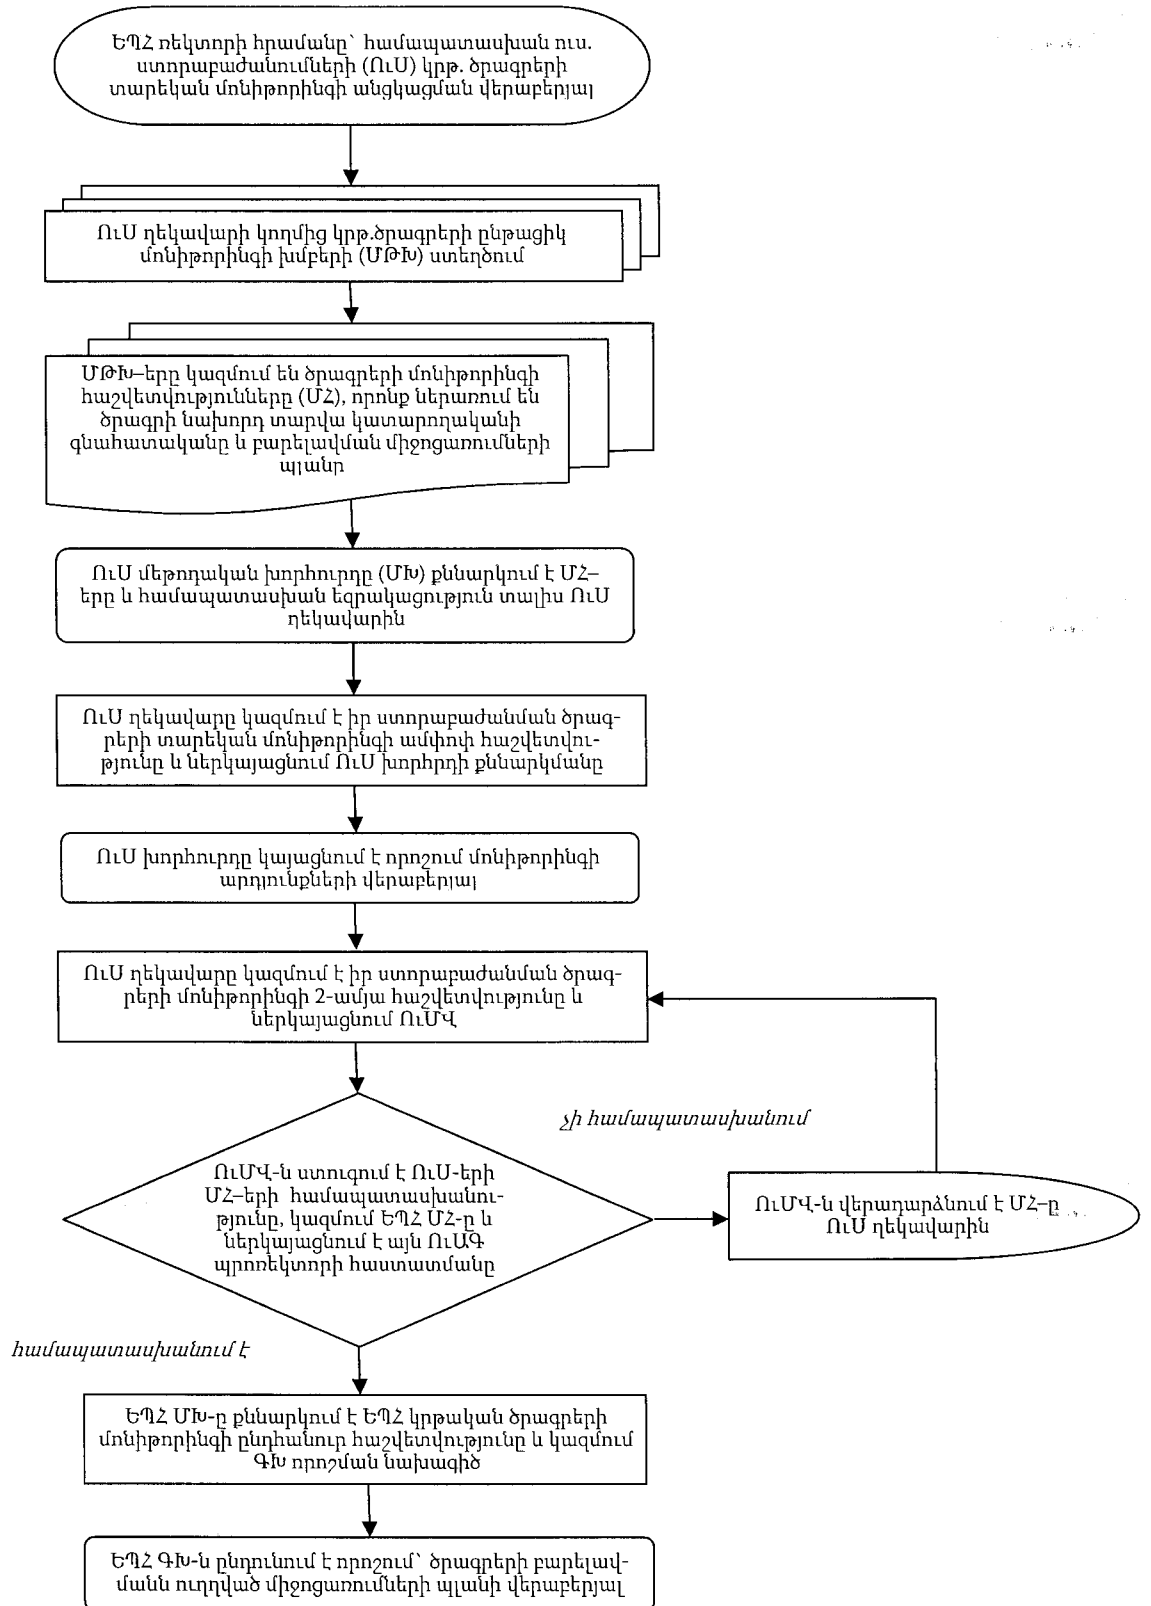 ԵՊՀ ռեկտորի հրամանը՝ համապատասխան ուս.
ստորաբաժանումների (ՈւՍ) կրթ. ծրագրերի
տարեկան մոնիթորինգի անցկացման վերաբերյալ
ՈւՍ ղեկավարի կողմից կրթ.ծրագրերի ընթացիկ
մոնիթորինգի խմբերի (ՄԹԽ) ստեղծում
ՄԹԽ–երը կազմում են ծրագրերի մոնիթորինգի
հաշվետվությունները (ՄՀ), որոնք ներառում են
ծրագրի նախորդ տարվա կատարողականի
գնահատականը և բարելավման միջոցառումների
պլանը
ՈւՍ մեթոդական խորհուրդը (ՄԽ) քննարկում է ՄՀ–
երը և համապատասխան եզրակացություն տալիս ՈւՍ
ղեկավարին
ՈւՍ ղեկավարը կազմում է իր ստորաբաժանման ծրագ-
րերի տարեկան մոնիթորինգի ամփոփ հաշվետվու-
թյունը և ներկայացնում ՈւՍ խորհրդի քննարկմանը
ՈւՍ խորհուրդը կայացնում է որոշում մոնիթորինգի
արդյունքների վերաբերյալ
ՈւՍ ղեկավարը կազմում է իր ստորաբաժանման ծրագ-
րերի մոնիթորինգի 2-ամյա հաշվետվությունը և
ներկայացնում ՈւՄՎ
չի համապատասխանում
ՈւՄՎ-ն ստուգում է ՈւՍ-երի
ՄՀ–երի համապատասխանու-
թյունը, կազմում ԵՊՀ ՄՀ-ը և
ներկայացնում է այն ՈւԱԳ
պրոռեկտորի հաստատմանը
ՈւՄՎ-ն վերադարձնում է ՄՀ–ը
ՈւՍ ղեկավարին
համապատասխանում է
ԵՊՀ ՄԽ-ը քննարկում է ԵՊՀ կրթական ծրագրերի
մոնիթորինգի ընդհանուր հաշվետվությունը և կազմում
ԳԽ որոշման նախագիծ
ԵՊՀ ԳԽ-ն ընդունում է որոշում՝ ծրագրերի բարելավ-
մանն ուղղված միջոցառումների պլանի վերաբերյալ